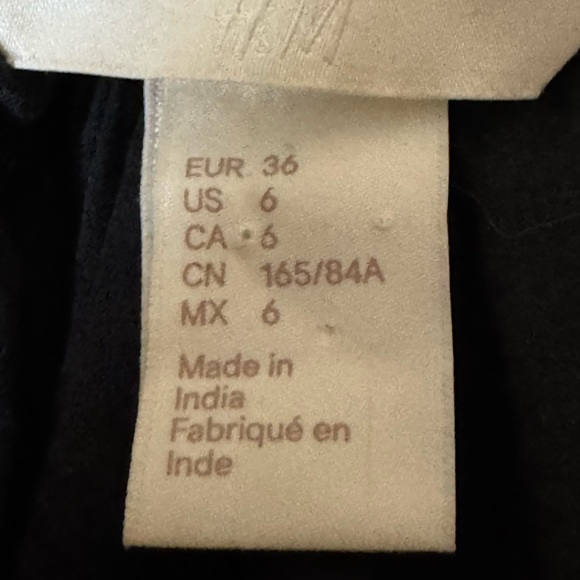 H&M
EUR 36
US 6
CA 6
CN 165/84A
MX 6
Made in
India
Fabriqué en
Inde